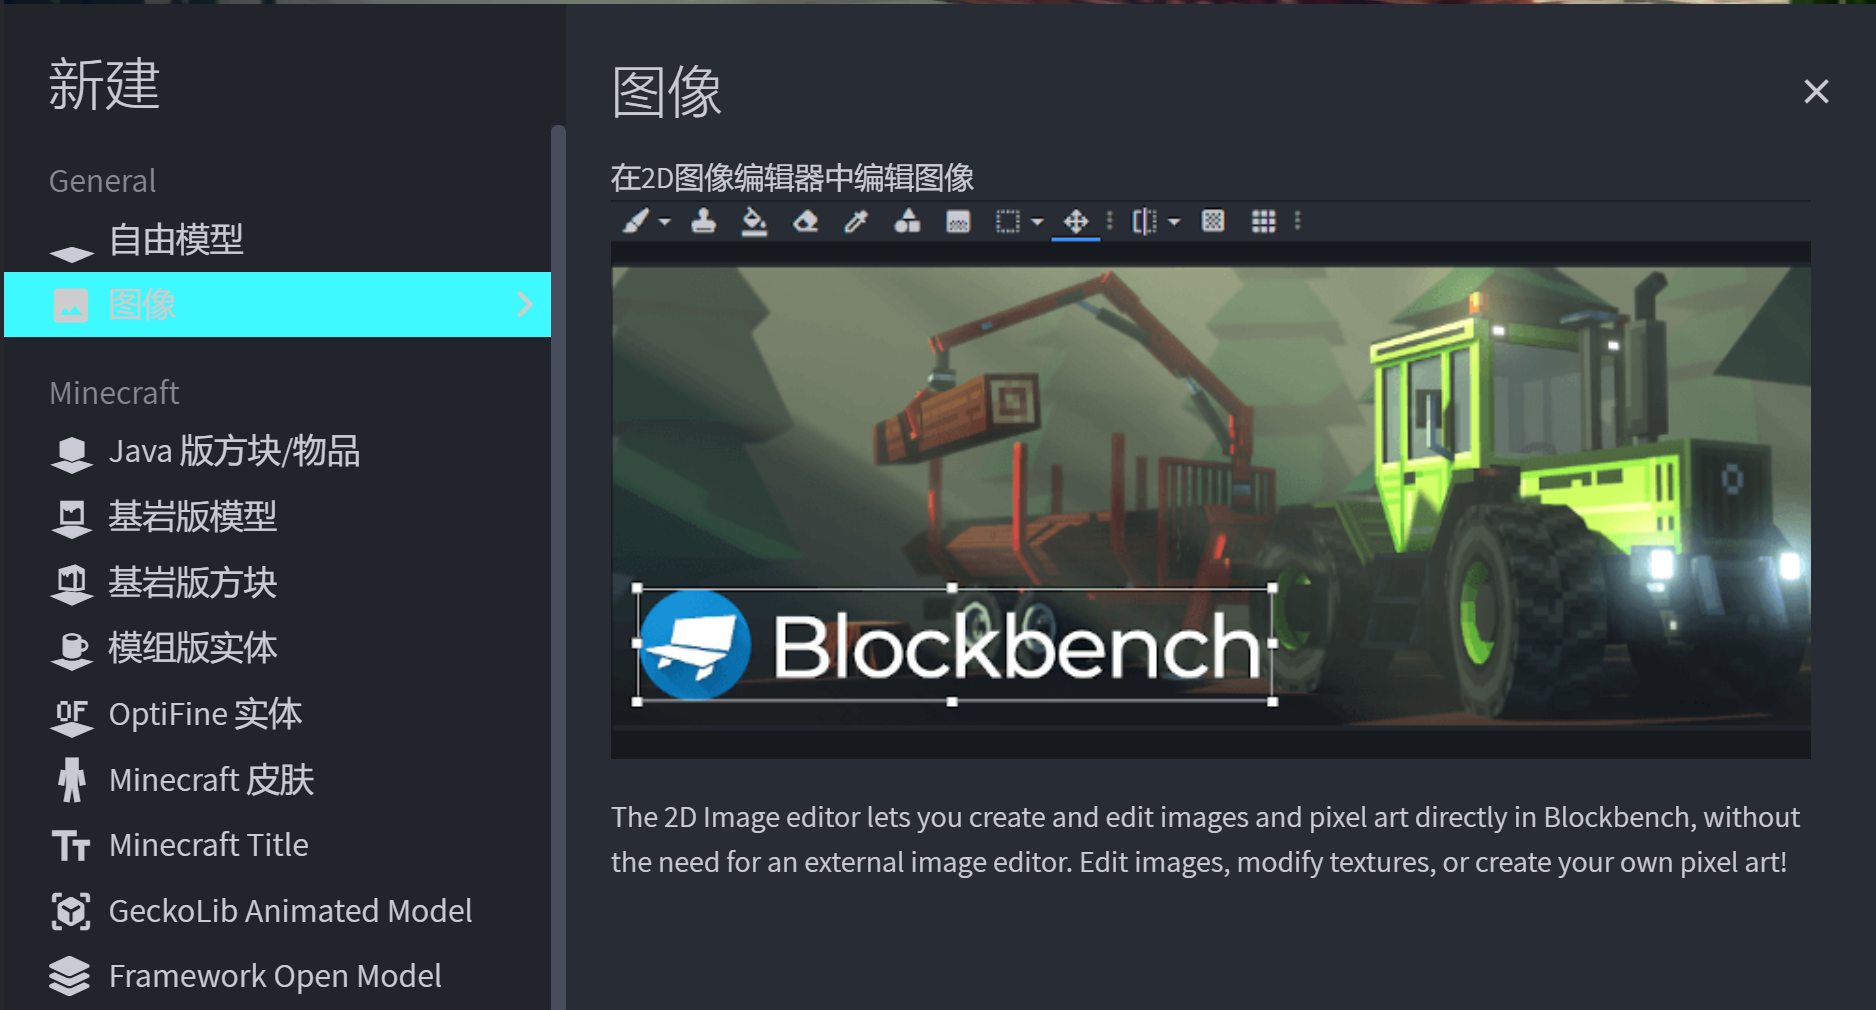 新建
General
自由模型
图像
Minecraft
Java 版方块/物品
基岩版模型
基岩版方块
模组版实体
OF
OptiFine 实体
Minecraft 皮肤
Tт
Minecraft Title
GeckoLib Animated Model
Framework Open Model
图像
在2D图像编辑器中编辑图像
Blockbench
The 2D Image editor lets you create and edit images and pixel art directly in Blockbench, without
the need for an external image editor. Edit images, modify textures, or create your own pixel art!